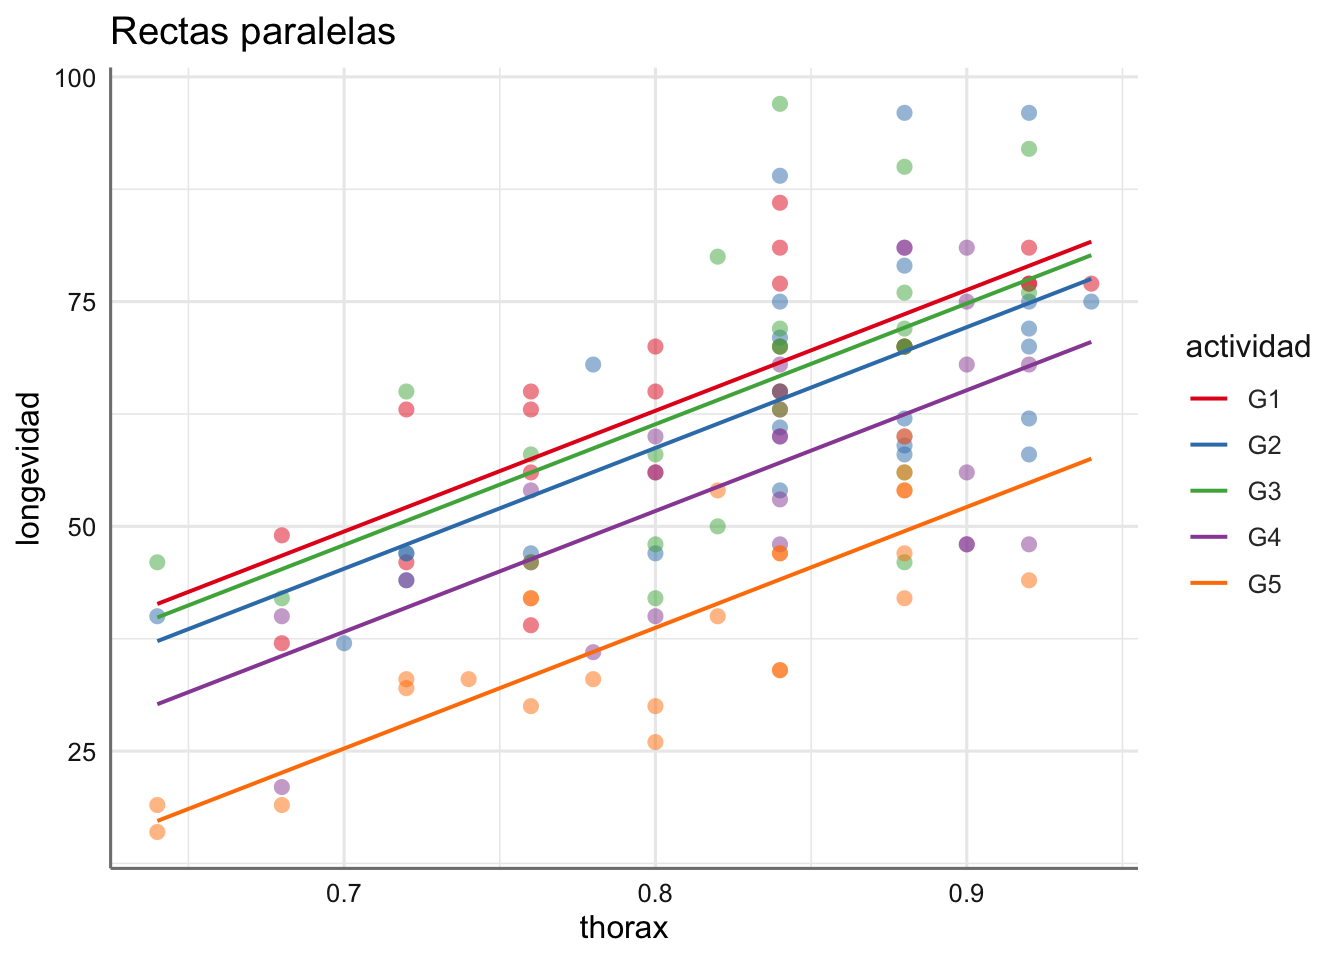 Rectas paralelas
100
75
50
25
longevidad
0.7
0.8
0.9
thorax
actividad
G1
G2
G3
G4
G5